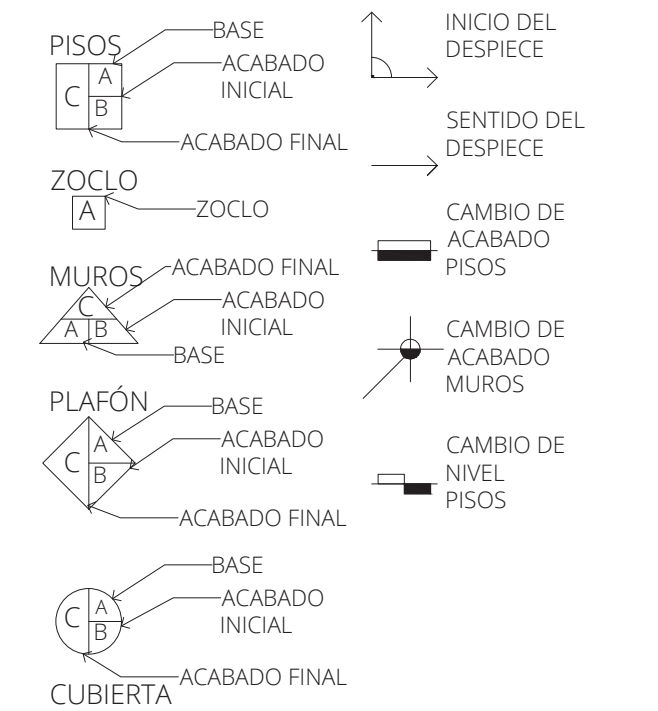 PISOS
BASE
A
C
B
ACABADO
INICIAL
ACABADO FINAL
ZOCLO
A
ZOCLO
MUROS
ACABADO FINAL
C
ACABADO
INICIAL
A B
BASE
PLAFÓN
BASE
A
C
B
ACABADO
INICIAL
ACABADO FINAL
BASE
A
C
B
ACABADO
INICIAL
ACABADO FINAL
CUBIERTA
INICIO DEL
DESPIECE
SENTIDO DEL
DESPIECE
CAMBIO DE
ACABADO
PISOS
CAMBIO DE
ACABADO
MUROS
CAMBIO DE
NIVEL
PISOS